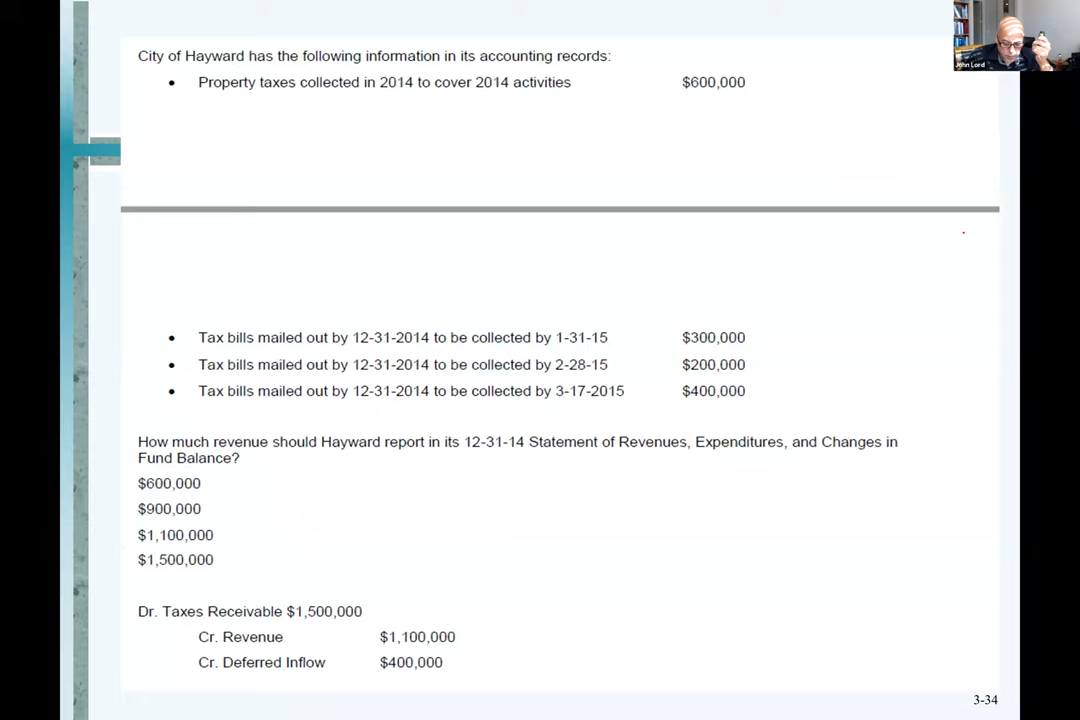 John Lord
City of Hayward has the following information in its accounting records:
• Property taxes collected in 2014 to cover 2014 activities $600,000
• Tax bills mailed out by 12-31-2014 to be collected by 1-31-15 $300,000
• Tax bills mailed out by 12-31-2014 to be collected by 2-28-15 $200,000
• Tax bills mailed out by 12-31-2014 to be collected by 3-17-2015 $400,000
How much revenue should Hayward report in its 12-31-14 Statement of Revenues, Expenditures, and Changes in
Fund Balance?
$600,000
$900,000
$1,100,000
$1,500,000
Dr. Taxes Receivable $1,500,000
Cr. Revenue $1,100,000
Cr. Deferred Inflow $400,000
3-34